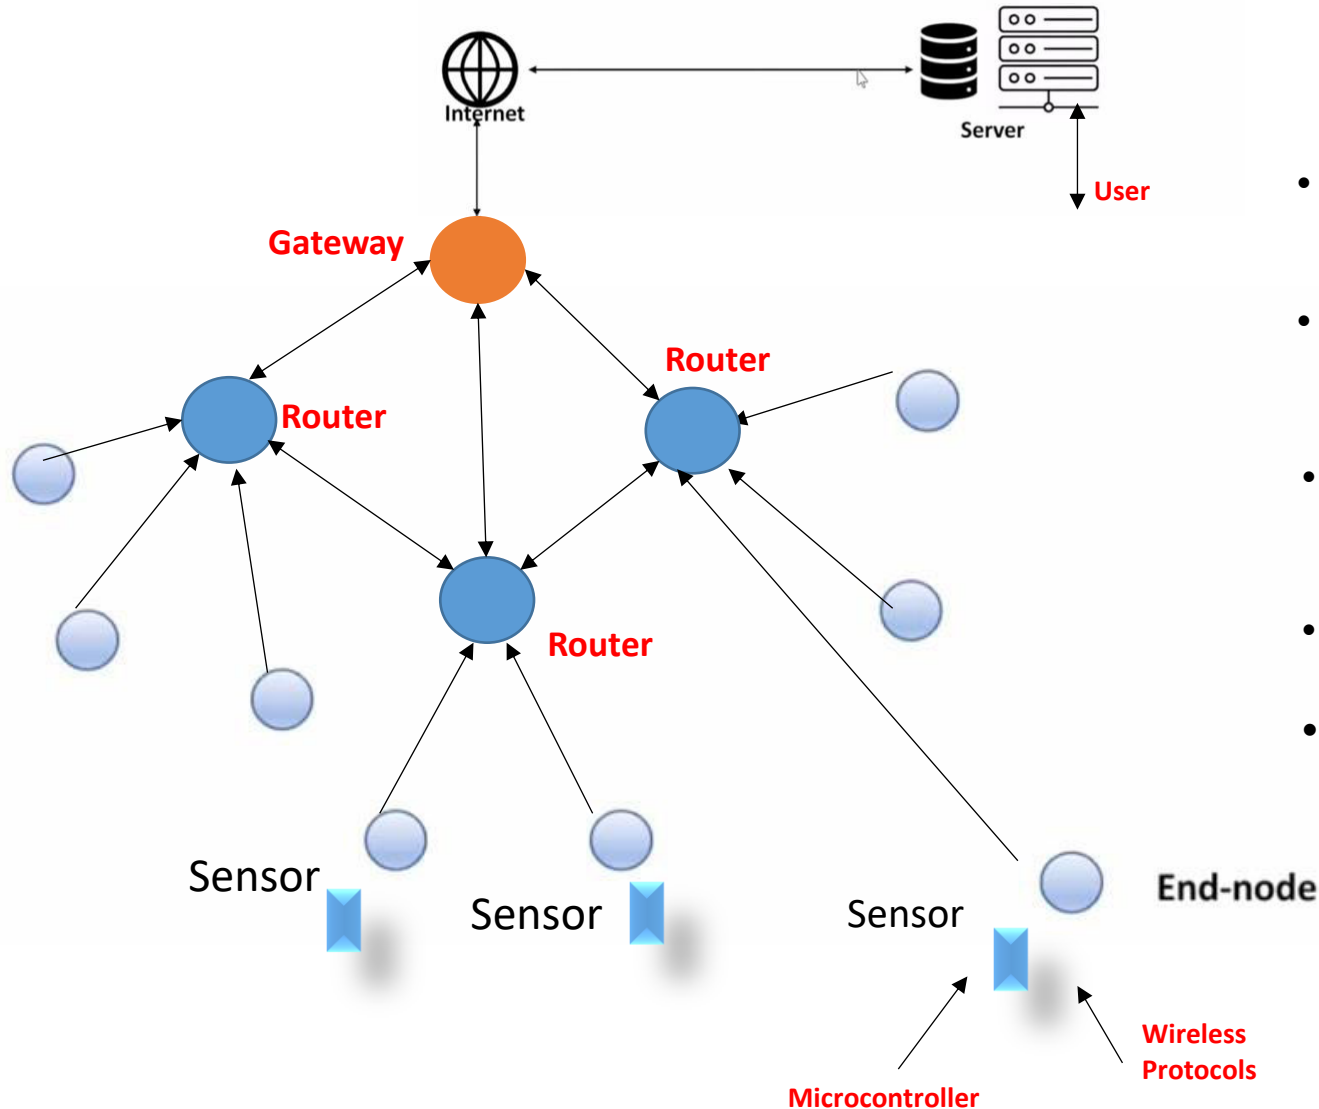 Internet
Server
User
Gateway
Router
Router
Router
Sensor
Sensor
Sensor
End-node
Wireless
Protocols
Microcontroller